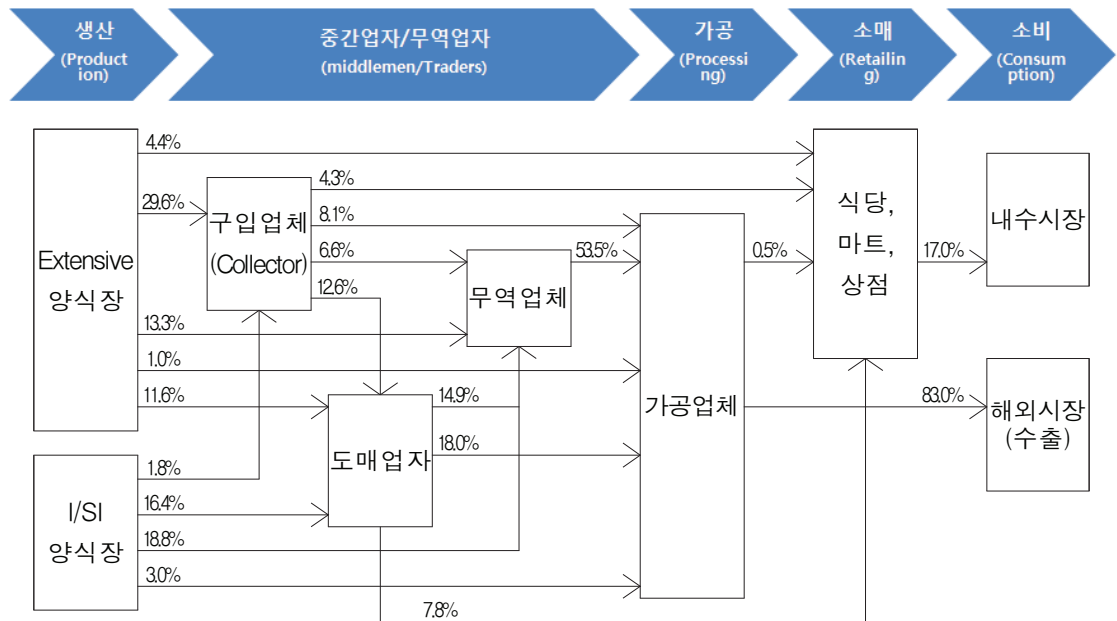 생산
(Product
ion)
중간업자/무역업자
(middlemen/Traders)
가공
(Processi
ng)
소매
(Retailin
g)
소비
(Consum
ption)
Extensive
양식장
4.4%
29.6%
13.3%
1.0%
11.6%
구입업체
(Collector)
4.3%
8.1%
6.6%
12.6%
무역업체
53.5%
도매업자
14.9%
18.0%
가공업체
0.5%
식당,
마트,
상점
17.0%
내수시장
83.0%
해외시장
(수출)
I/SI
양식장
1.8%
16.4%
18.8%
3.0%
7.8%